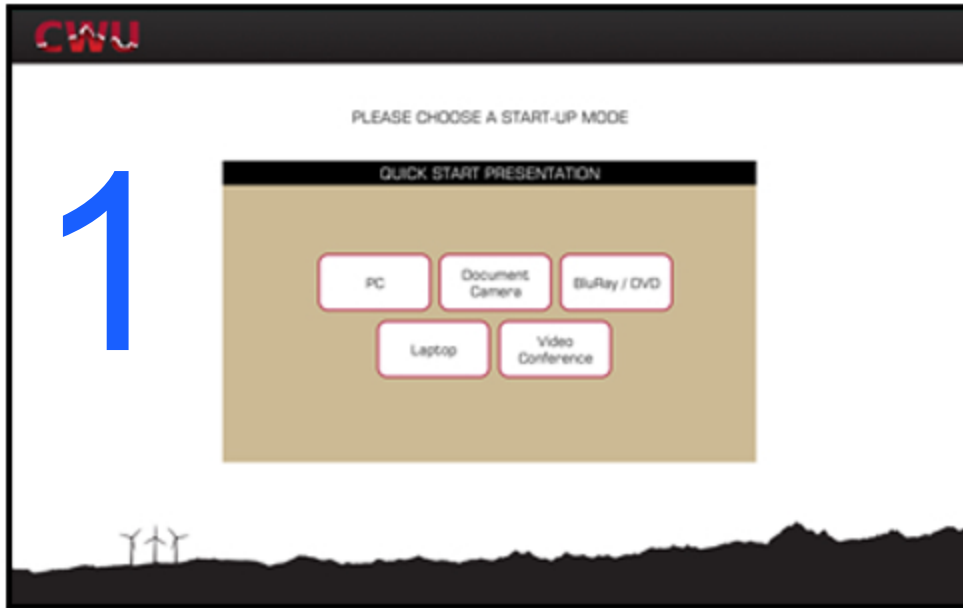 CWU
PLEASE CHOOSE A START-UP MODE
1
QUICK START PRESENTATION
PC
Document
Camera
BluRay / DVD
Laptop
Video
Conference